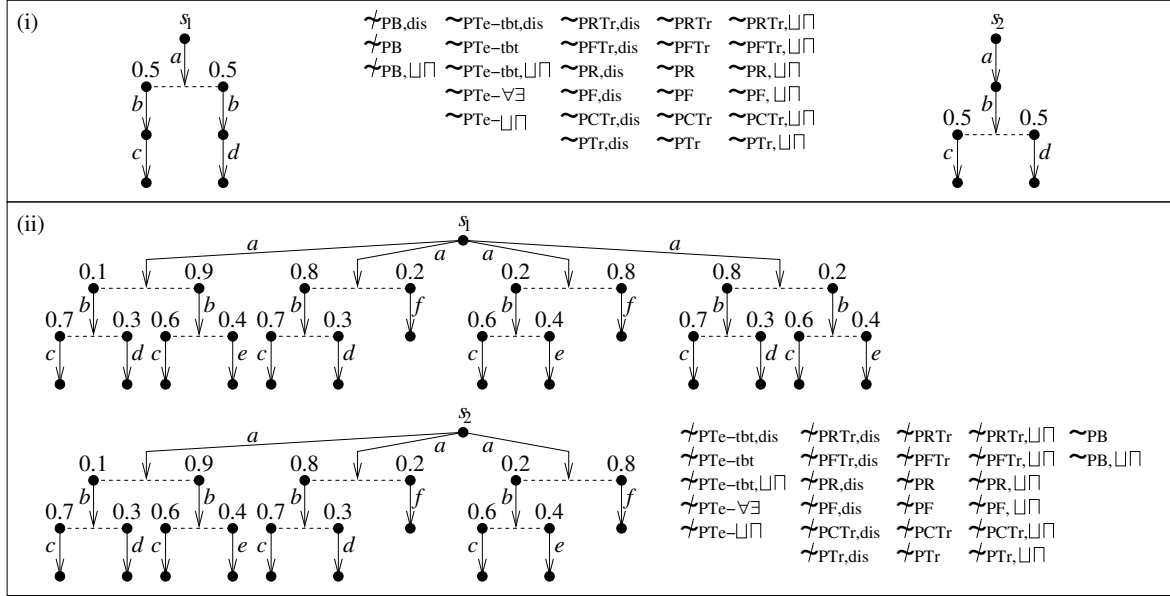 (i)
s1
a
0.5 0.5
b b
c d
≁PB,dis ∼PTe−tbt,dis ∼PRTr,dis ∼PRTr ∼PRTr,⊔⊓
≁PB ∼PTe−tbt ∼PFTr,dis ∼PFTr ∼PFTr,⊔⊓
≁PB,⊔⊓ ∼PTe−tbt,⊔⊓ ∼PR,dis ∼PR ∼PR,⊔⊓
∼PTe−∀∃ ∼PF,dis ∼PF ∼PF,⊔⊓
∼PTe−⊔⊓ ∼PCTr,dis ∼PCTr ∼PCTr,⊔⊓
∼PTr,dis ∼PTr ∼PTr,⊔⊓
s2
a
b
0.5 0.5
c d
(ii)
s1
a a a a
0.1 0.9 0.8 0.2 0.2 0.8 0.8 0.2
b b b f b f b b
0.7 0.3 0.6 0.4 0.7 0.3 0.6 0.4 0.7 0.3 0.6 0.4
c d c e c d c e c d c e
s2
a a a
0.1 0.9 0.8 0.2 0.2 0.8
b b b f b f
0.7 0.3 0.6 0.4 0.7 0.3 0.6 0.4
c d c e c d c e
≁PTe−tbt,dis ≁PRTr,dis ≁PRTr ≁PRTr,⊔⊓ ∼PB
≁PTe−tbt ≁PFTr,dis ≁PFTr ≁PFTr,⊔⊓ ∼PB,⊔⊓
≁PTe−tbt,⊔⊓ ≁PR,dis ≁PR ≁PR,⊔⊓
≁PTe−∀∃ ≁PF,dis ≁PF ≁PF,⊔⊓
≁PTe−⊔⊓ ≁PCTr,dis ≁PCTr ≁PCTr,⊔⊓
≁PTr,dis ≁PTr ≁PTr,⊔⊓